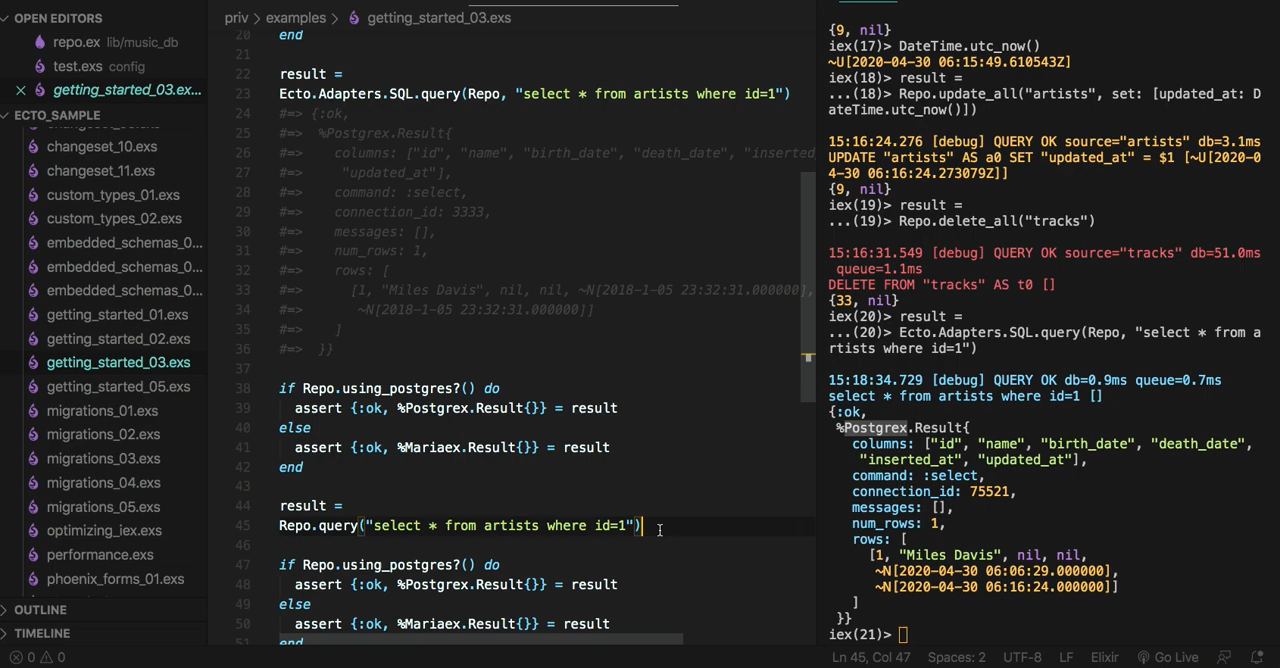 OPEN EDITORS
repo.ex lib/music_db
test.exs config
getting_started_03.ex...
ECTO_SAMPLE
changeset_10.exs
changeset_11.exs
custom_types_01.exs
custom_types_02.exs
embedded_schemas_0...
embedded_schemas_0...
embedded_schemas_0...
getting_started_01.exs
getting_started_02.exs
getting_started_03.exs
getting_started_05.exs
migrations_01.exs
migrations_02.exs
migrations_03.exs
migrations_04.exs
migrations_05.exs
optimizing_iex.exs
performance.exs
phoenix_forms_01.exs
OUTLINE
TIMELINE
0 0
priv > examples > getting_started_03.exs
20 end
21
22 result =
23 Ecto.Adapters.SQL.query(Repo, "select * from artists where id=1")
24 #=> {:ok,
25 #=>  %Postgrex.Result{
26 #=>    columns: ["id", "name", "birth_date", "death_date", "inserted
27 #=>     "updated_at"],
28 #=>    command: :select,
29 #=>    connection_id: 3333,
30 #=>    messages: [],
31 #=>    num_rows: 1,
32 #=>    rows: [
33 #=>      [1, "Miles Davis", nil, nil, ~N[2018-1-05 23:32:31.000000],
34 #=>       ~N[2018-1-05 23:32:31.000000]]
35 #=>    ]
36 #=>  }}
37
38 if Repo.using_postgres?() do
39   assert {:ok, %Postgrex.Result{}} = result
40 else
41   assert {:ok, %Mariaex.Result{}} = result
42 end
43
44 result =
45 Repo.query("select * from artists where id=1")
46
47 if Repo.using_postgres?() do
48   assert {:ok, %Postgrex.Result{}} = result
49 else
50   assert {:ok, %Mariaex.Result{}} = result
51 end
{9, nil}
iex(17)> DateTime.utc_now()
~U[2020-04-30 06:15:49.610543Z]
iex(18)> result =
...(18)> Repo.update_all("artists", set: [updated_at: D
ateTime.utc_now()])
15:16:24.276 [debug] QUERY OK source="artists" db=3.1ms
UPDATE "artists" AS a0 SET "updated_at" = $1 [~U[2020-0
4-30 06:16:24.273079Z]]
{9, nil}
iex(19)> result =
...(19)> Repo.delete_all("tracks")
15:16:31.549 [debug] QUERY OK source="tracks" db=51.0ms
queue=1.1ms
DELETE FROM "tracks" AS t0 []
{33, nil}
iex(20)> result =
...(20)> Ecto.Adapters.SQL.query(Repo, "select * from a
rtists where id=1")
15:18:34.729 [debug] QUERY OK db=0.9ms queue=0.7ms
select * from artists where id=1 []
{:ok,
 %Postgrex.Result{
   columns: ["id", "name", "birth_date", "death_date",
    "inserted_at", "updated_at"],
   command: :select,
   connection_id: 75521,
   messages: [],
   num_rows: 1,
   rows: [
     [1, "Miles Davis", nil, nil,
      ~N[2020-04-30 06:06:29.000000],
      ~N[2020-04-30 06:16:24.000000]]
   ]
 }}
iex(21)>
Ln 45, Col 47 Spaces: 2 UTF-8 LF Elixir Go Live